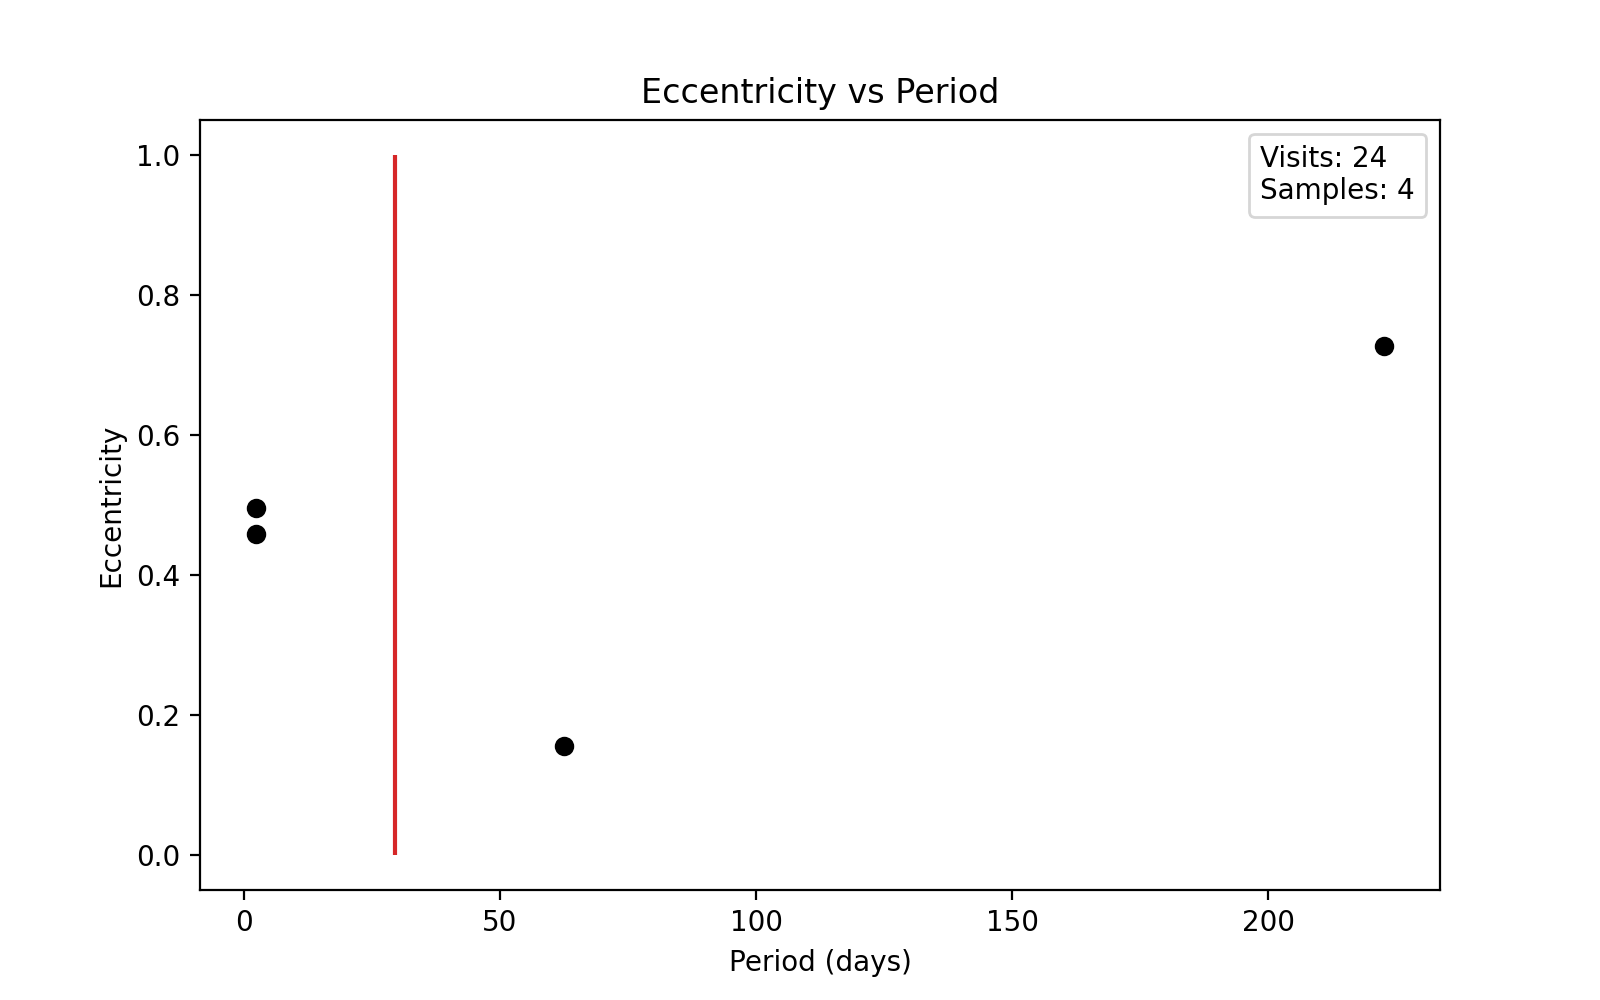 Eccentricity vs Period
Visits: 24
Samples: 4
1.0
0.8
0.6
0.4
0.2
0.0
Eccentricity
0 50 100 150 200
Period (days)